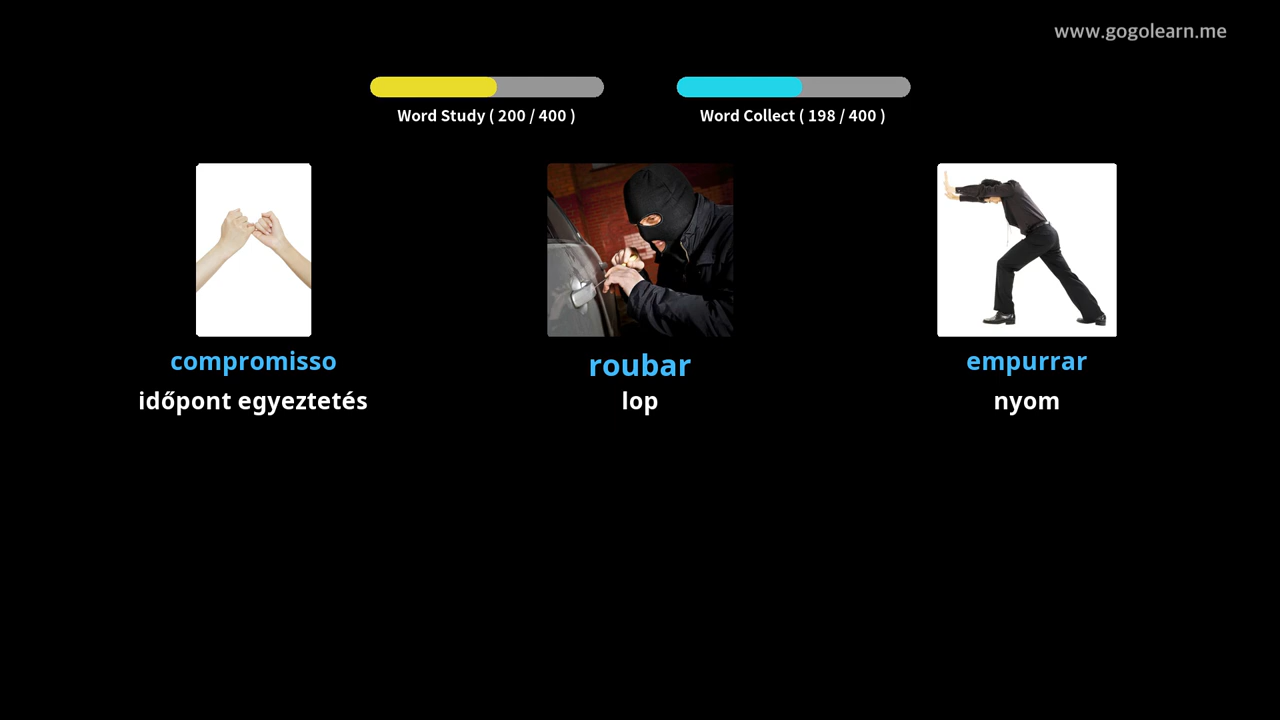 www.gogolearn.me
Word Study ( 200 / 400 )
Word Collect ( 198 / 400 )
compromisso
időpont egyeztetés
roubar
lop
empurrar
nyom